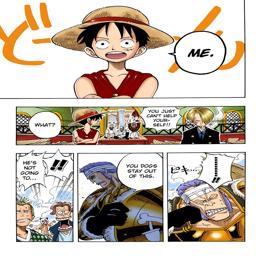 ど
ん
ME.
WHAT?
YOU JUST
CAN'T HELP
YOUR-
SELF!!
HE'S
NOT
GOING
TO...
YOU DOGS
STAY OUT
OF THIS.
!!